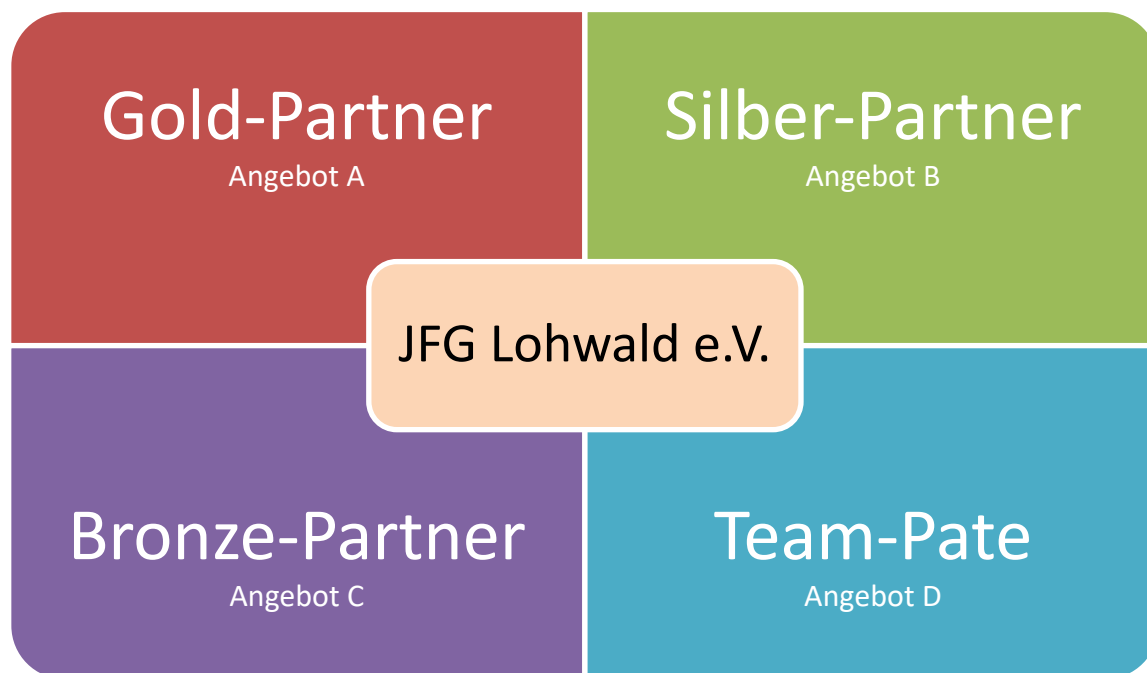 Gold-Partner
Angebot A
Silber-Partner
Angebot B
JFG Lohwald e.V.
Bronze-Partner
Angebot C
Team-Pate
Angebot D